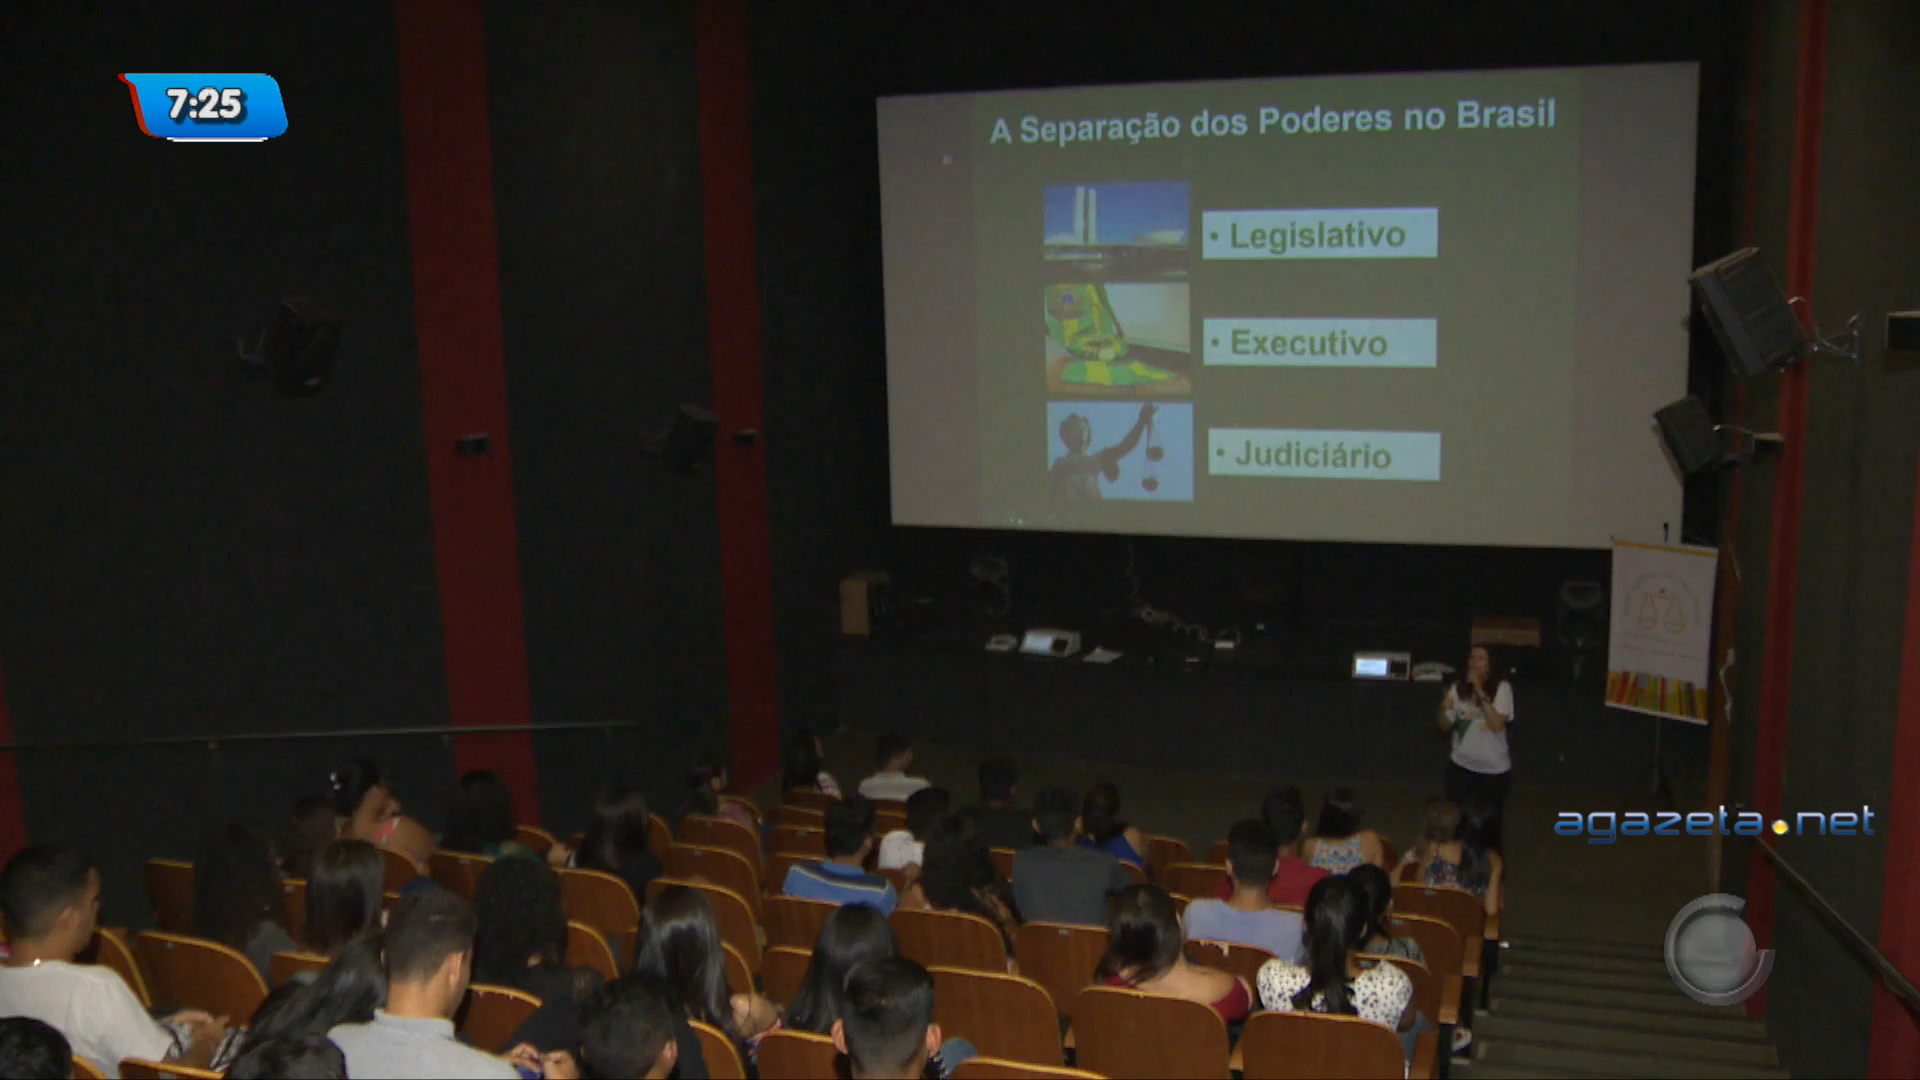 7:25
A Separação dos Poderes no Brasil
• Legislativo
• Executivo
• Judiciário
agazeta.net